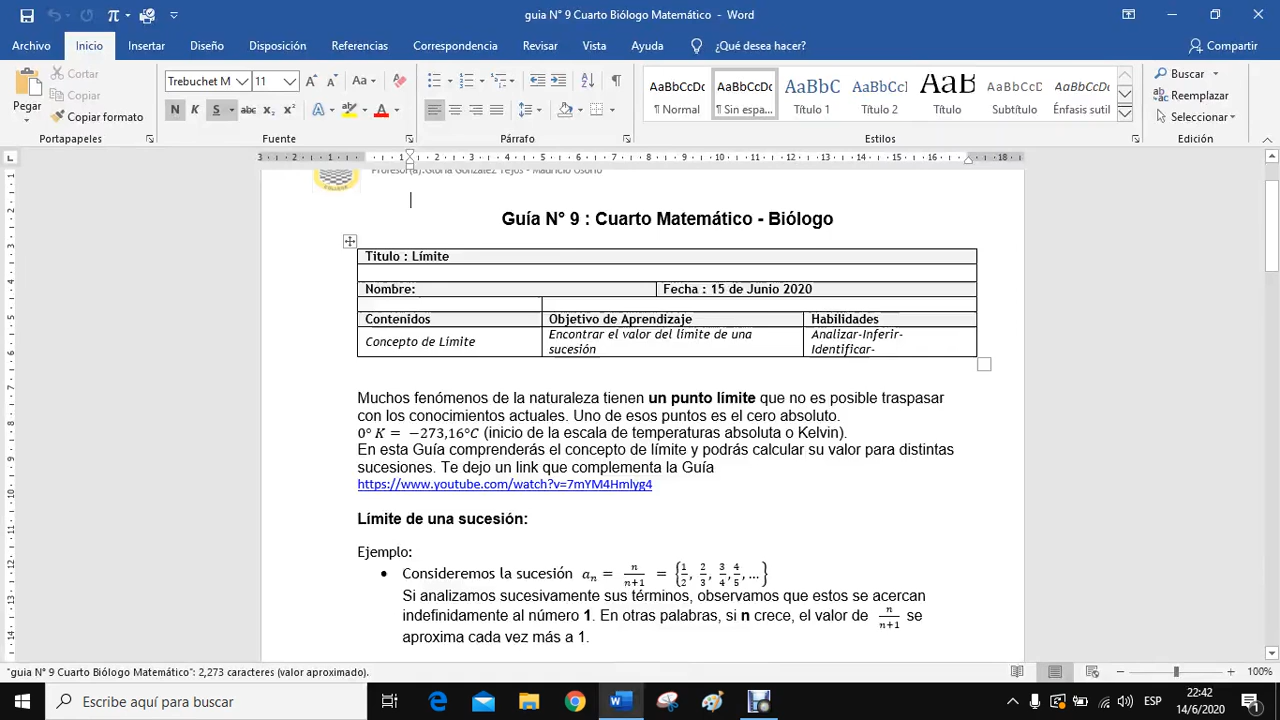 guia N° 9 Cuarto Biólogo Matemático - Word
Archivo Inicio Insertar Diseño Disposición Referencias Correspondencia Revisar Vista Ayuda ¿Qué desea hacer? Compartir
Pegar
Cortar
Copiar
Copiar formato
Portapapeles
Trebuchet M 11
Fuente
Párrafo
AaBbCcDc AaBbCcDc AaBbC AaBbCcI AaB AaBbCcD AaBbCcDc
¶ Normal ¶ Sin espa... Título 1 Título 2 Título Subtítulo Énfasis sutil
Estilos
Buscar
Reemplazar
Seleccionar
Edición
Profesor(a):Gloria González Tejos - Mauricio Osorio
Guía N° 9 : Cuarto Matemático - Biólogo
Titulo : Límite
Nombre: Fecha : 15 de Junio 2020
Contenidos Objetivo de Aprendizaje Habilidades
Concepto de Límite Encontrar el valor del límite de una sucesión Analizar-Inferir-Identificar-
Muchos fenómenos de la naturaleza tienen un punto límite que no es posible traspasar
con los conocimientos actuales. Uno de esos puntos es el cero absoluto.
0° K = −273,16°C (inicio de la escala de temperaturas absoluta o Kelvin).
En esta Guía comprenderás el concepto de límite y podrás calcular su valor para distintas
sucesiones. Te dejo un link que complementa la Guía
https://www.youtube.com/watch?v=7mYM4Hmlyg4
Límite de una sucesión:
Ejemplo:
• Consideremos la sucesión aₙ = n/(n+1) = {1/2, 2/3, 3/4, 4/5, ...}
Si analizamos sucesivamente sus términos, observamos que estos se acercan
indefinidamente al número 1. En otras palabras, si n crece, el valor de n/(n+1) se
aproxima cada vez más a 1.
"guia N° 9 Cuarto Biólogo Matemático": 2,273 caracteres (valor aproximado).
100%
Escribe aquí para buscar
ESP
22:42
14/6/2020